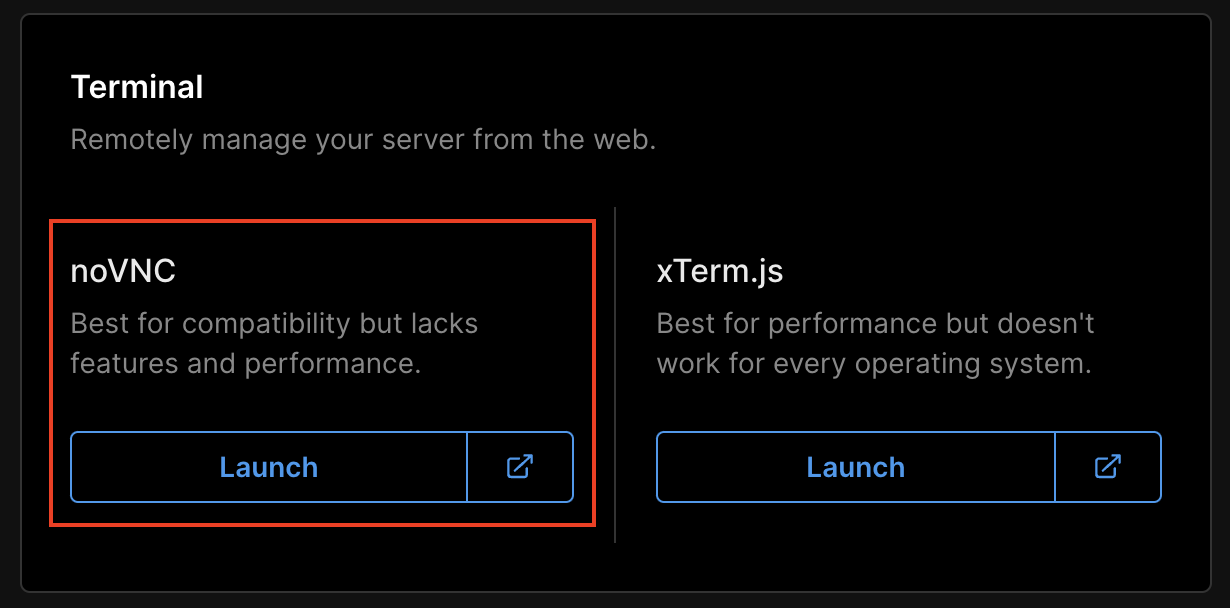 Terminal
Remotely manage your server from the web.
noVNC
Best for compatibility but lacks
features and performance.
Launch
xTerm.js
Best for performance but doesn't
work for every operating system.
Launch